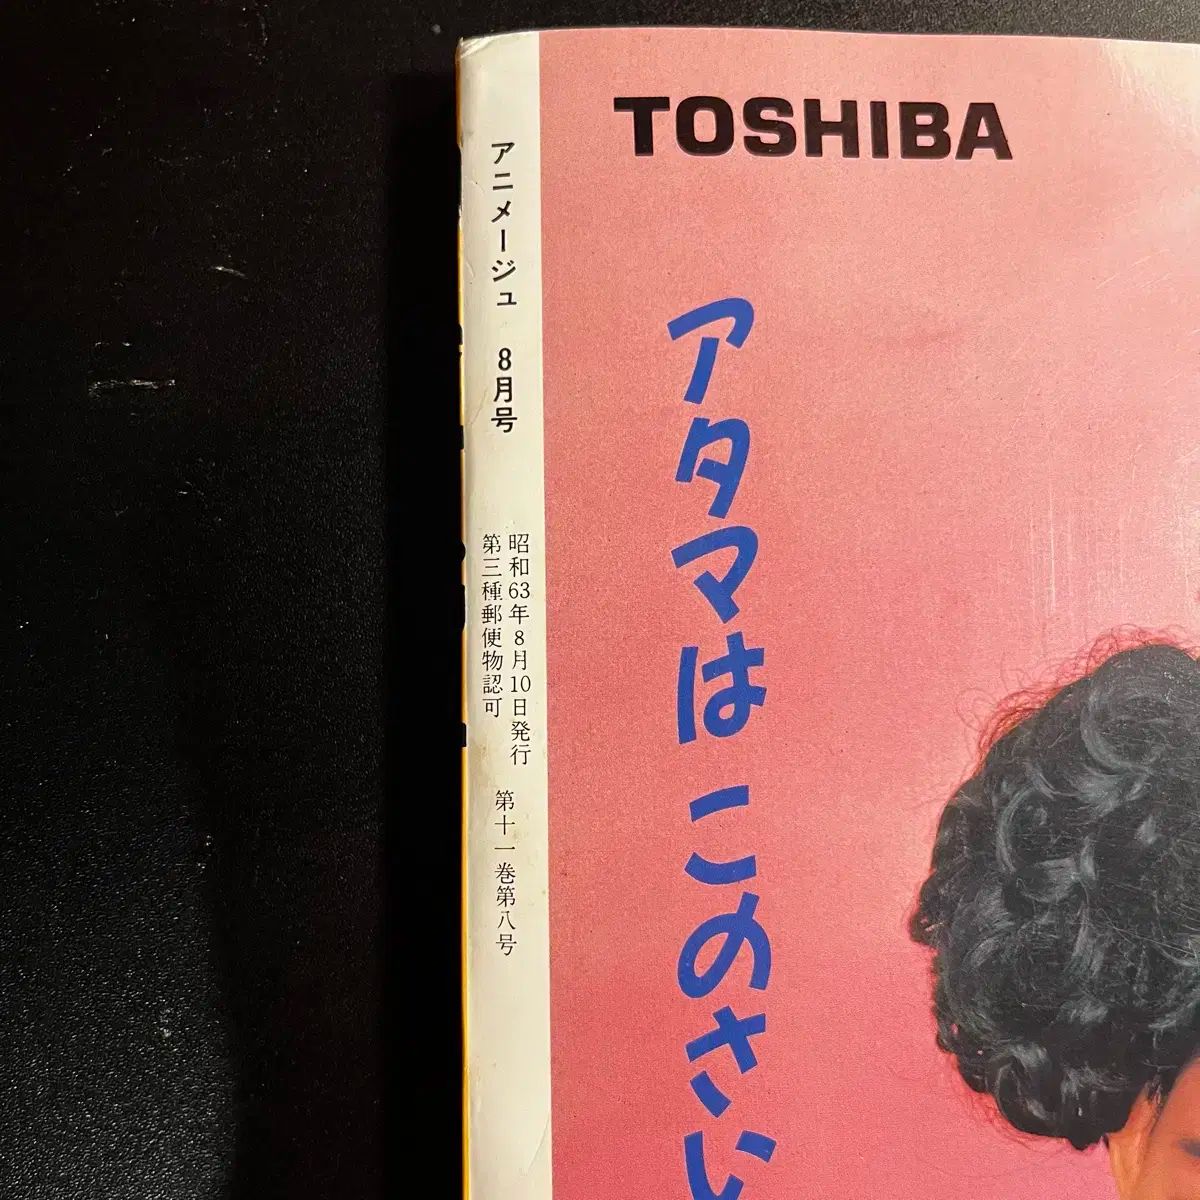 TOSHIBA
アタマは このさい
アニメージュ 8月号
昭和63年8月10日発行
第三種郵便物認可
第十一巻第八号